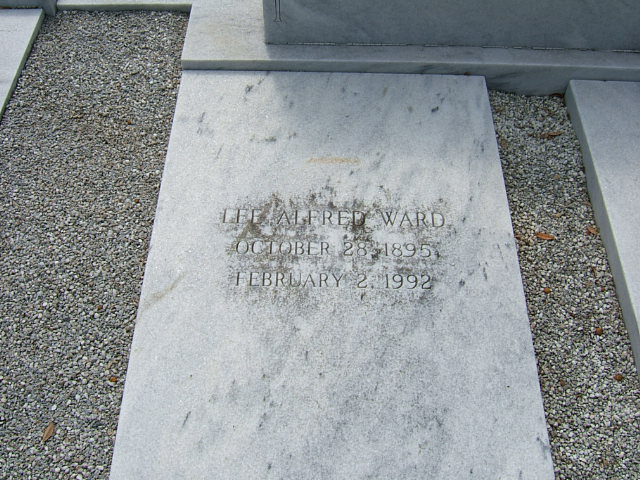 LEE ALFRED WARD
OCTOBER 28, 1895
FEBRUARY 2, 1992